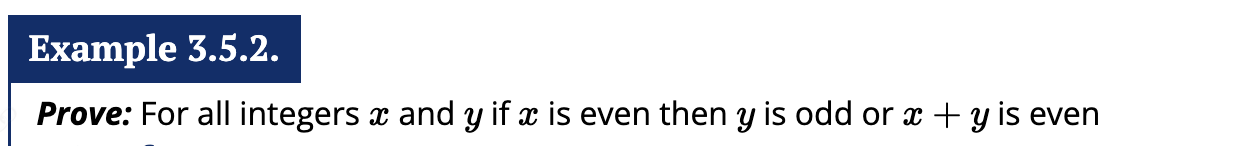 Example 3.5.2.
Prove: For all integers x and y if x is even then y is odd or x + y is even